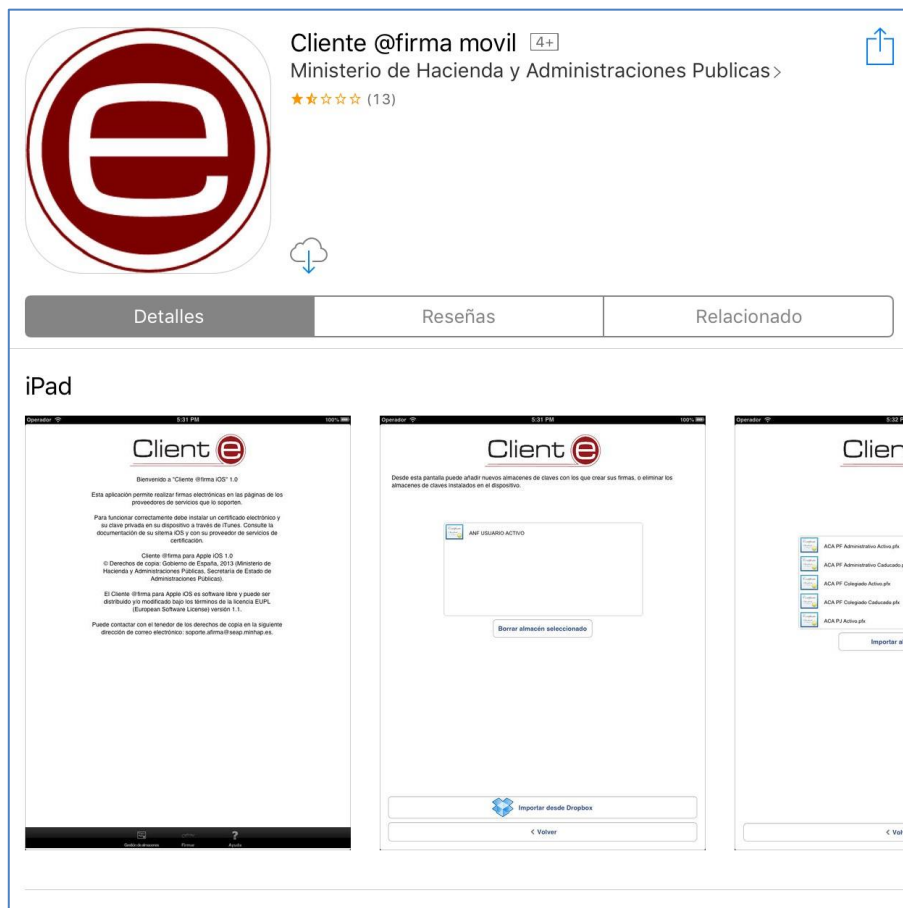 Cliente @firma movil 4+
Ministerio de Hacienda y Administraciones Publicas >
(13)
Detalles
Reseñas
Relacionado
iPad
Operador
5:31 PM
100%
Client e
Bienvenido a "Cliente @firma iOS" 1.0
Esta aplicación permite realizar firmas electrónicas en las páginas de los
proveedores de servicios que lo soporten.
Para funcionar correctamente debe instalar un certificado electrónico y
su clave privada en su dispositivo a través de iTunes. Consulte la
documentación de su sitema iOS y con su proveedor de servicios de
certificación.
Cliente @firma para Apple iOS 1.0
© Derechos de copia: Gobierno de España, 2013 (Ministerio de
Hacienda y Administraciones Públicas, Secretaría de Estado de
Administraciones Públicas).
El Cliente @firma para Apple iOS es software libre y puede ser
distribuido y/o modificado bajo los términos de la licencia EUPL
(European Software License) versión 1.1.
Puede contactar con el tenedor de los derechos de copia en la siguiente
dirección de correo electrónico: soporte.afirma@seap.minhap.es.
Firmar
Ayuda
Operador
5:31 PM
100%
Client e
Desde esta pantalla puede añadir nuevos almacenes de claves con los que crear sus firmas, o eliminar los
almacenes de claves instalados en el dispositivo.
ANF USUARIO ACTIVO
Borrar almacén seleccionado
Importar desde Dropbox
< Volver
Operador
5:32 P
Clien
ACA PF Administrativo Activo.pfx
ACA PF Administrativo Caducado.p
ACA PF Colegiado Activo.pfx
ACA PF Colegiado Caducada.pfx
ACA PJ Activo.pfx
Importar al
< Vol